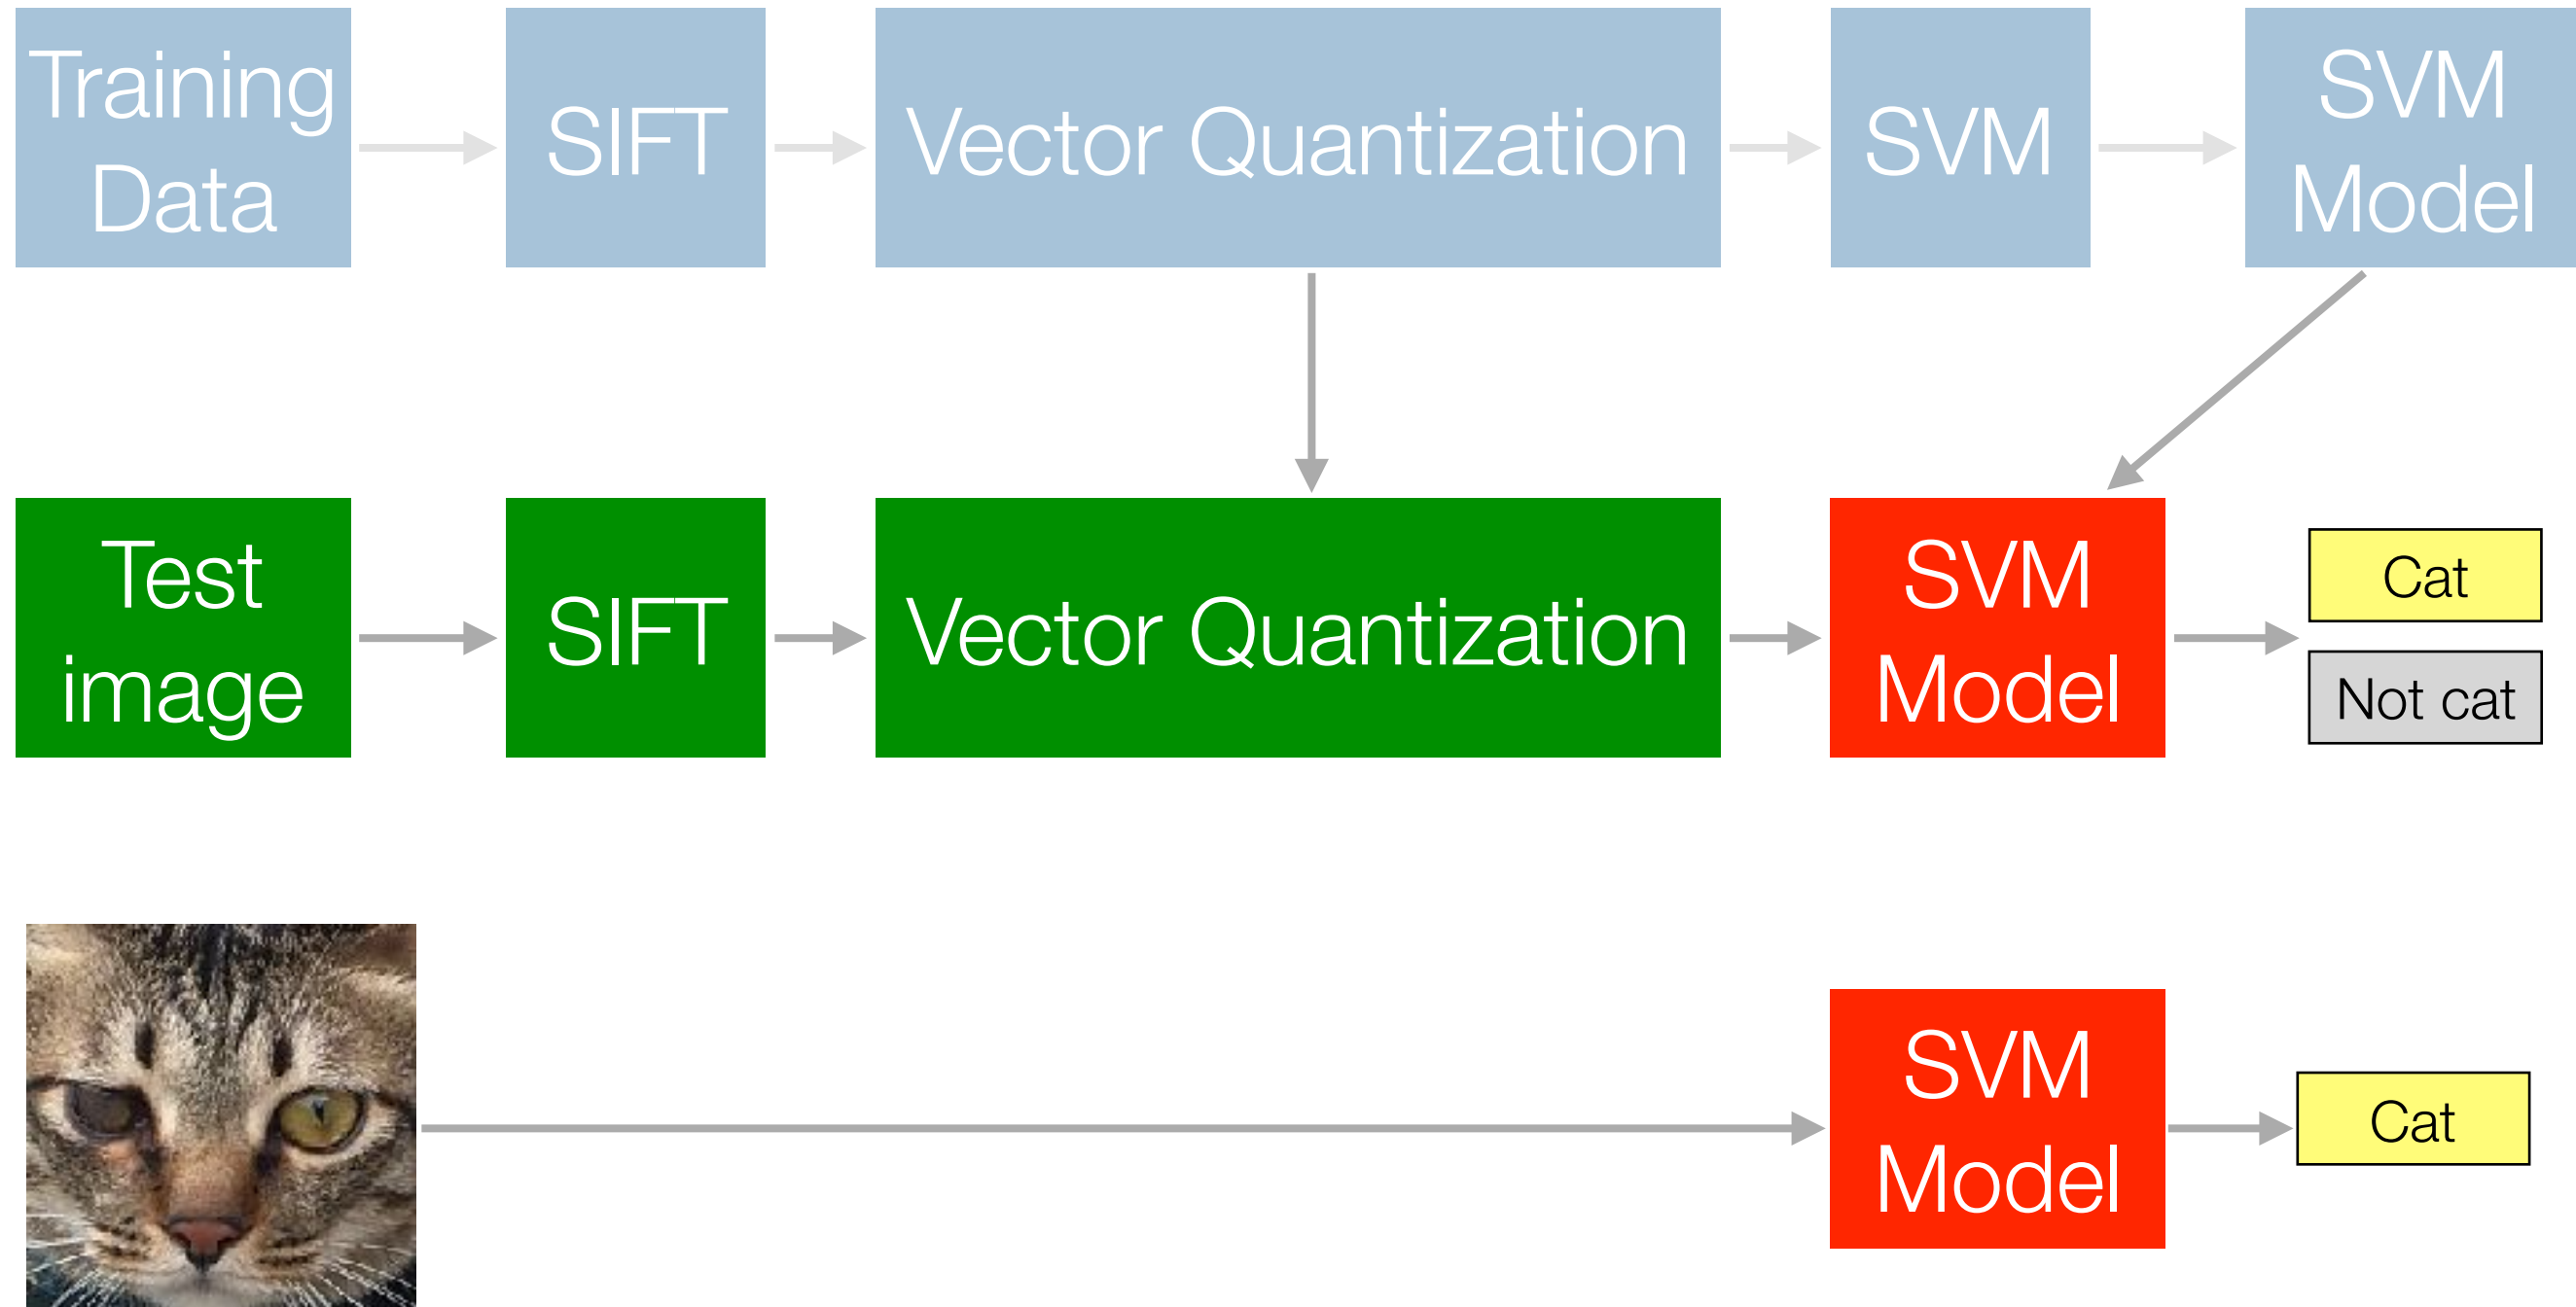 Training
Data
SIFT
Vector Quantization
SVM
SVM
Model
Test
image
SIFT
Vector Quantization
SVM
Model
Cat
Not cat
SVM
Model
Cat